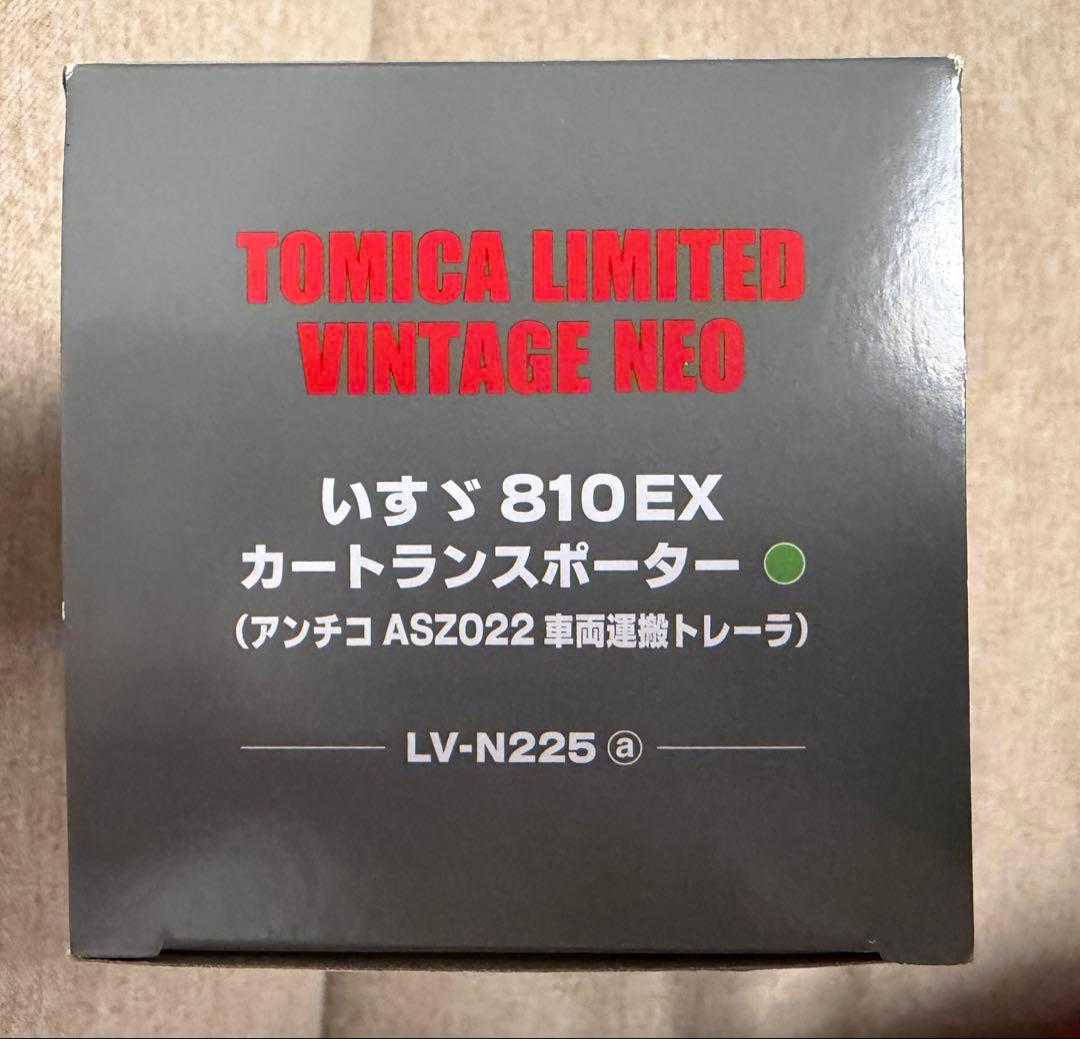 TOMICA LIMITED
VINTAGE NEO
いすゞ 810EX
カートランスポーター
(アンチコ ASZ022 車両運搬トレーラ)
LV-N225 ⓐ